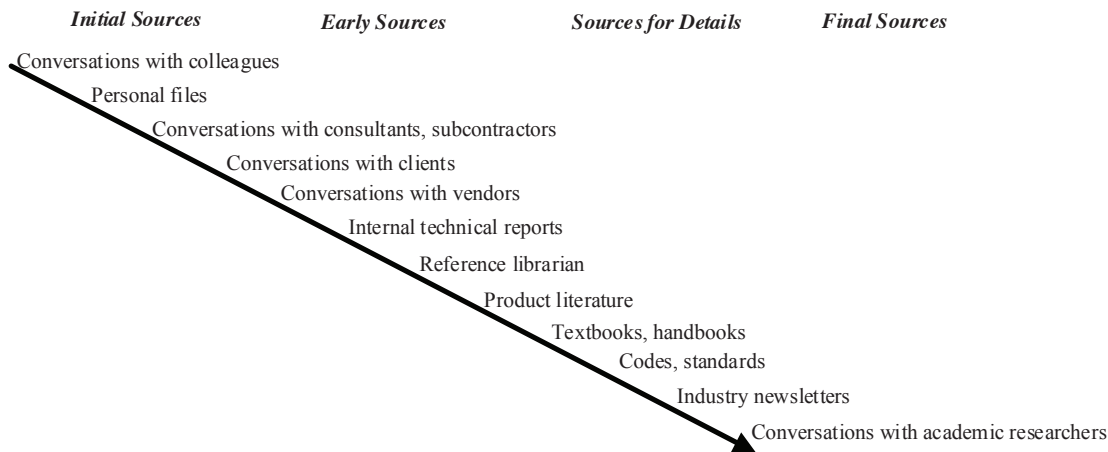 Initial Sources Early Sources Sources for Details Final Sources
Conversations with colleagues
Personal files
Conversations with consultants, subcontractors
Conversations with clients
Conversations with vendors
Internal technical reports
Reference librarian
Product literature
Textbooks, handbooks
Codes, standards
Industry newsletters
Conversations with academic researchers